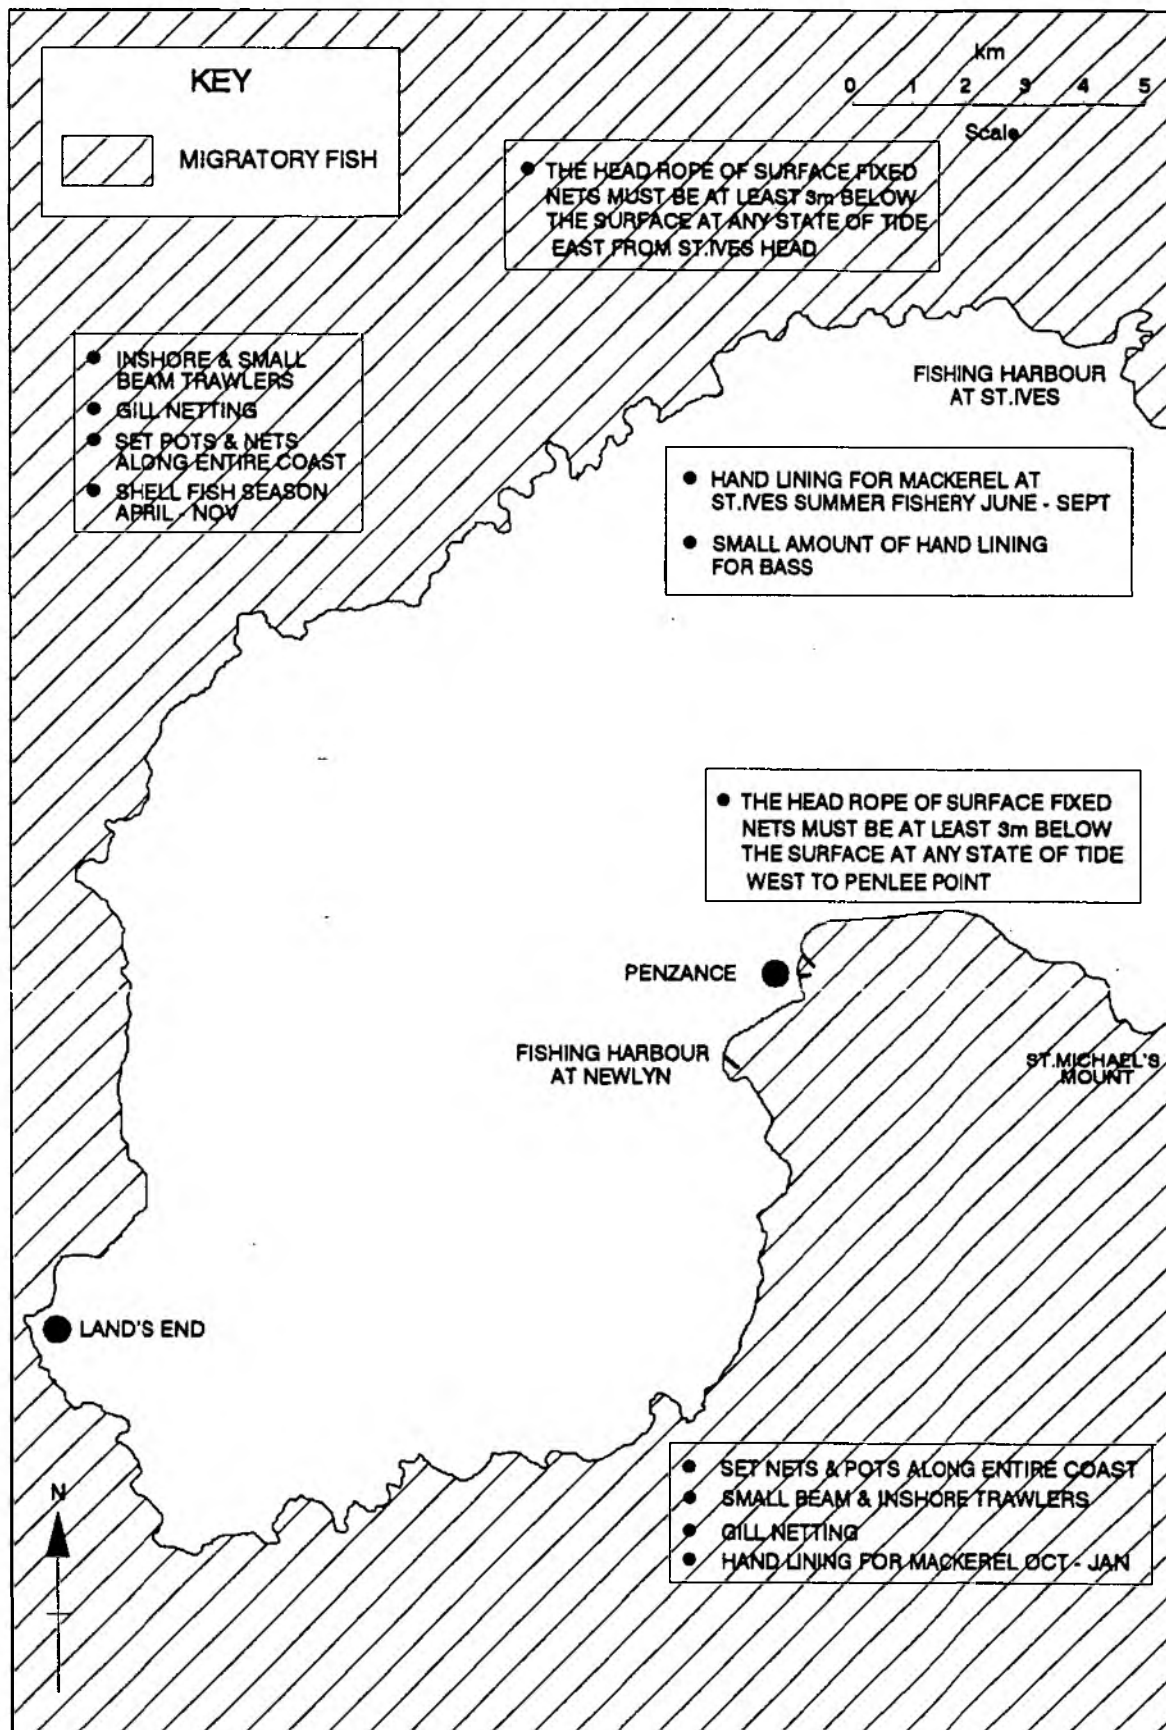 KEY
MIGRATORY FISH
km
0 1 2 3 4 5
Scale
● THE HEAD ROPE OF SURFACE FIXED
NETS MUST BE AT LEAST 3m BELOW
THE SURFACE AT ANY STATE OF TIDE
EAST FROM ST.IVES HEAD
● INSHORE & SMALL
BEAM TRAWLERS
● GILL NETTING
● SET POTS & NETS
ALONG ENTIRE COAST
● SHELL FISH SEASON
APRIL - NOV
FISHING HARBOUR
AT ST.IVES
● HAND LINING FOR MACKEREL AT
ST.IVES SUMMER FISHERY JUNE - SEPT
● SMALL AMOUNT OF HAND LINING
FOR BASS
● THE HEAD ROPE OF SURFACE FIXED
NETS MUST BE AT LEAST 3m BELOW
THE SURFACE AT ANY STATE OF TIDE
WEST TO PENLEE POINT
PENZANCE
FISHING HARBOUR
AT NEWLYN
ST.MICHAEL'S
MOUNT
LAND'S END
N
● SET NETS & POTS ALONG ENTIRE COAST
● SMALL BEAM & INSHORE TRAWLERS
● GILL NETTING
● HAND LINING FOR MACKEREL OCT - JAN